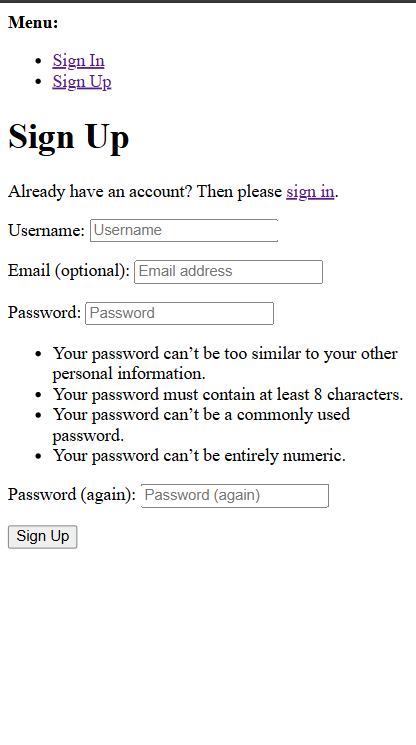 Menu:
Sign In
Sign Up
Sign Up
Already have an account? Then please sign in.
Username: Username
Email (optional): Email address
Password: Password
Your password can’t be too similar to your other
personal information.
Your password must contain at least 8 characters.
Your password can’t be a commonly used
password.
Your password can’t be entirely numeric.
Password (again): Password (again)
Sign Up